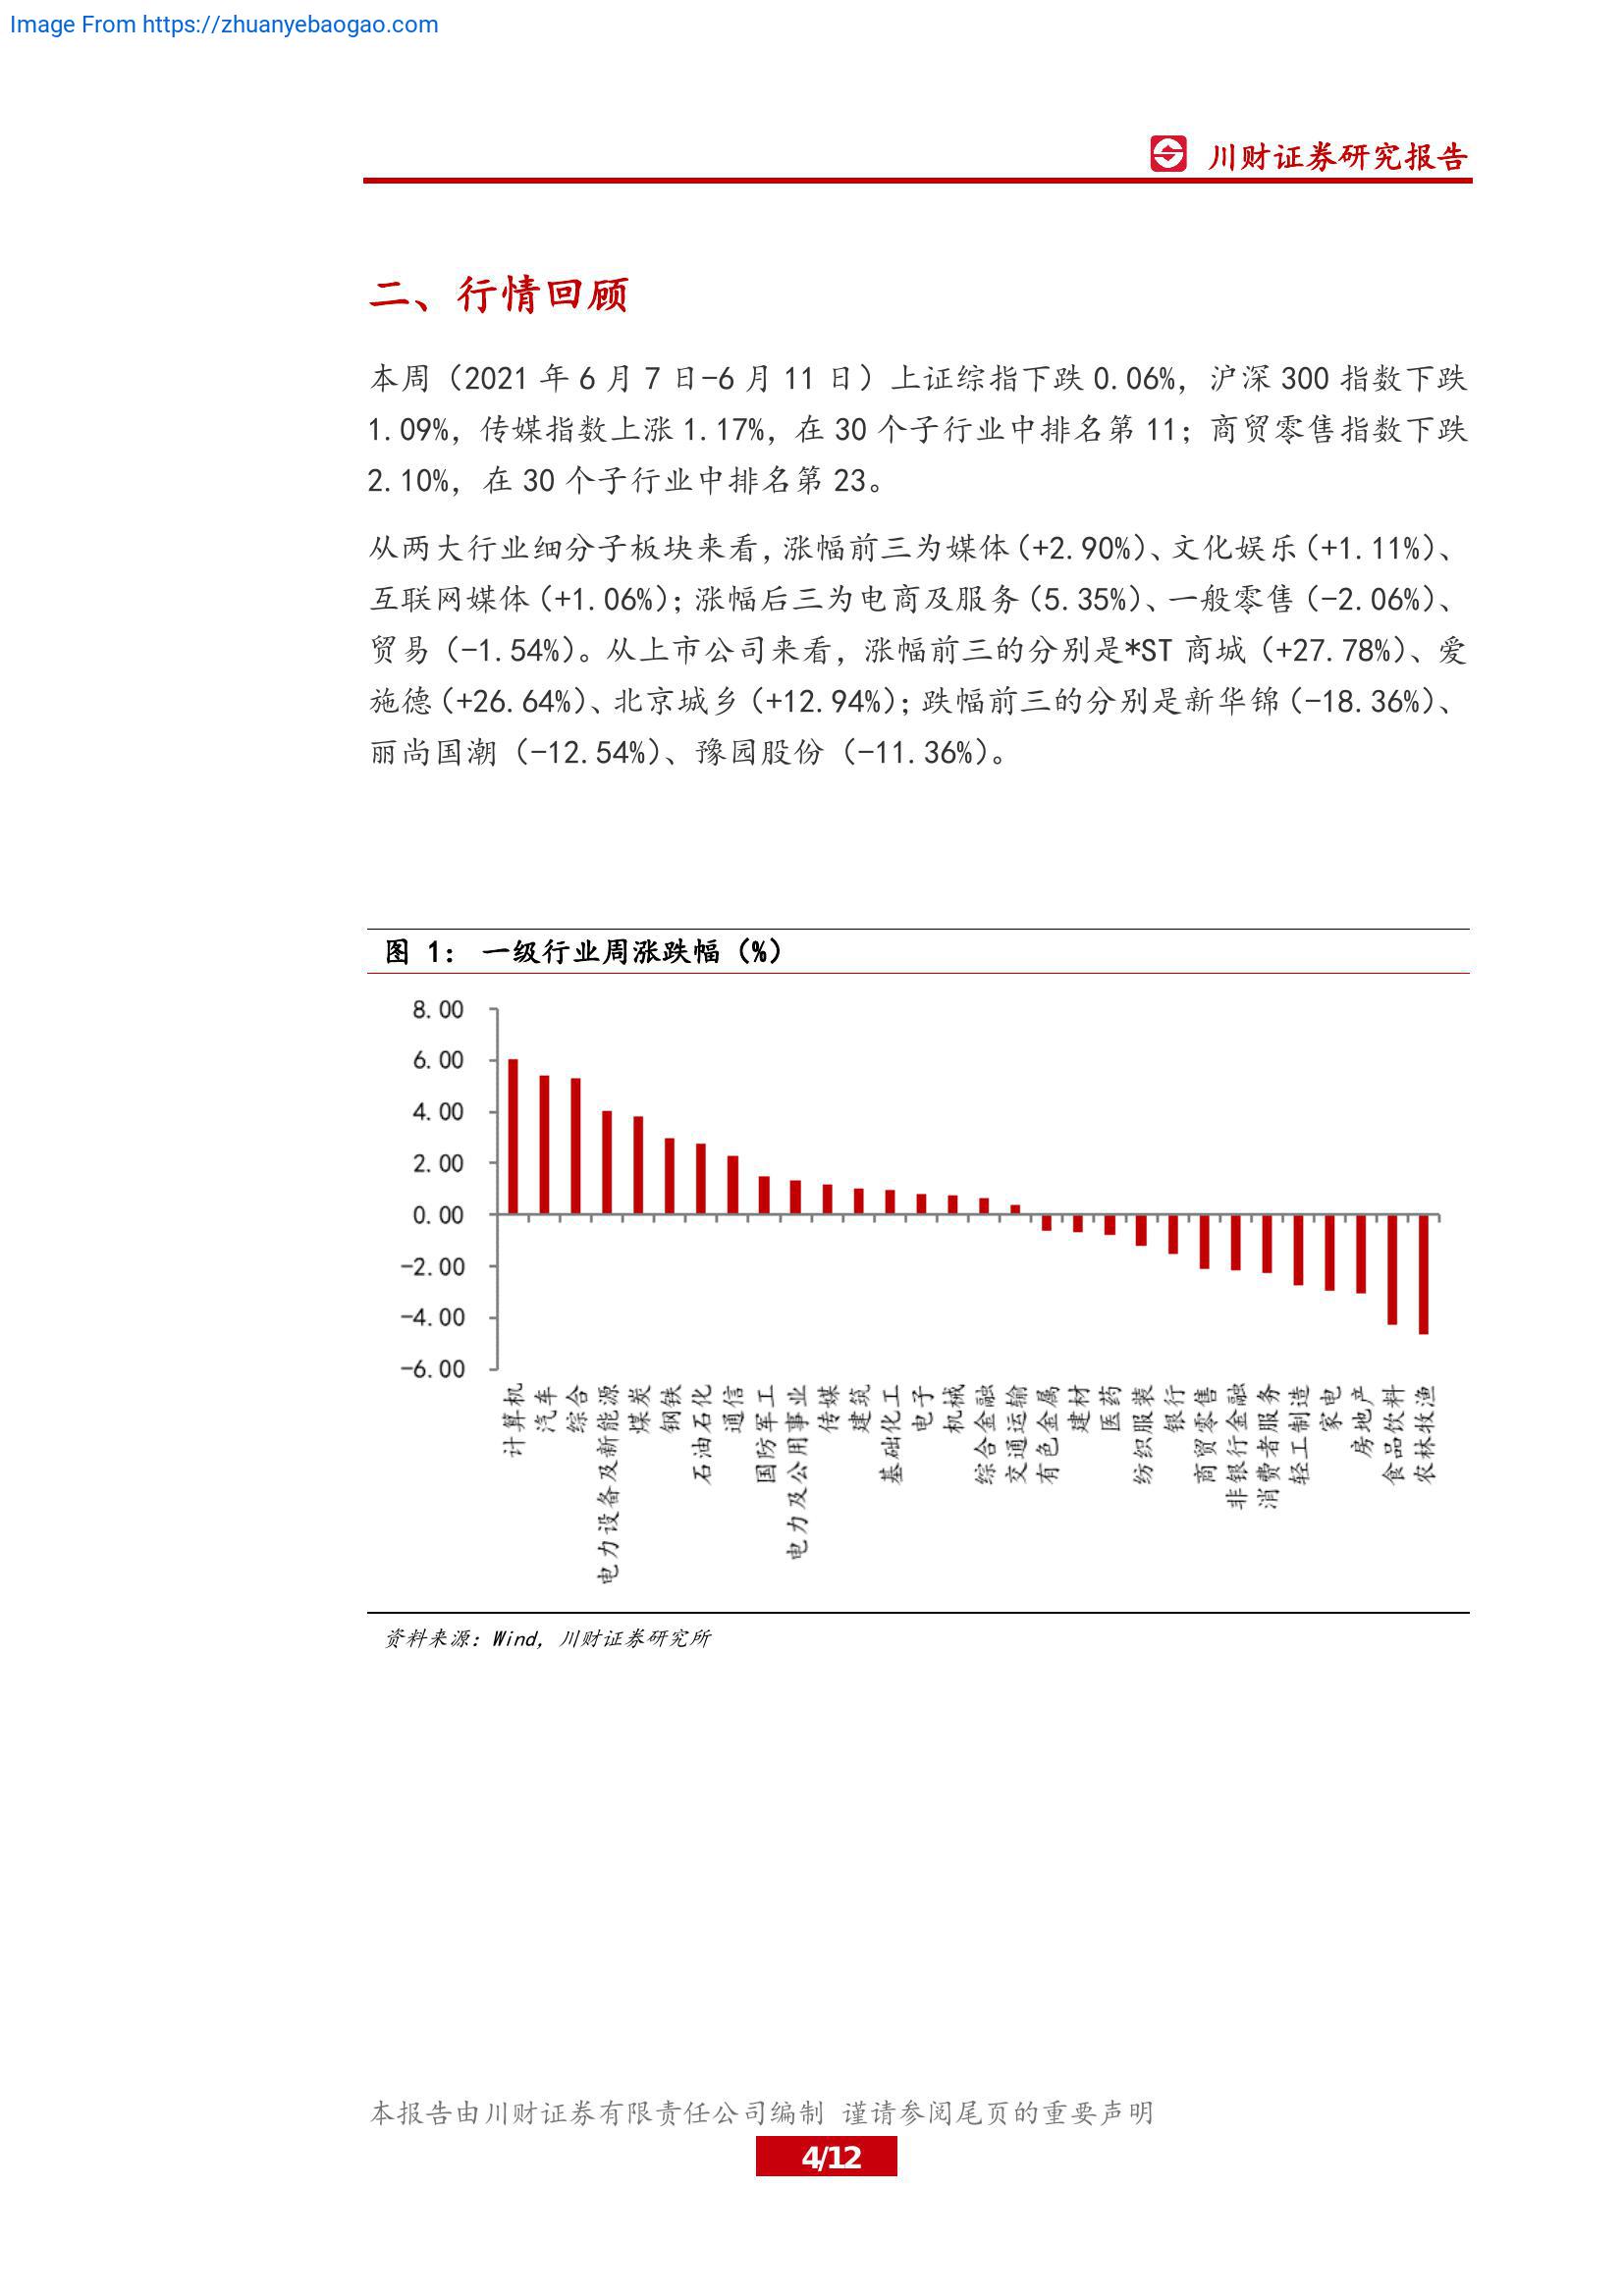 Image From https://zhuanyebaogao.com
川财证券研究报告
二、行情回顾
本周（2021 年 6 月 7 日-6 月 11 日）上证综指下跌 0.06%，沪深 300 指数下跌
1.09%，传媒指数上涨 1.17%，在 30 个子行业中排名第 11；商贸零售指数下跌
2.10%，在 30 个子行业中排名第 23。
从两大行业细分子板块来看，涨幅前三为媒体（+2.90%）、文化娱乐（+1.11%）、
互联网媒体（+1.06%）；涨幅后三为电商及服务（5.35%）、一般零售（-2.06%）、
贸易（-1.54%）。从上市公司来看，涨幅前三的分别是*ST 商城（+27.78%）、爱
施德（+26.64%）、北京城乡（+12.94%）；跌幅前三的分别是新华锦（-18.36%）、
丽尚国潮（-12.54%）、豫园股份（-11.36%）。
图 1： 一级行业周涨跌幅（%）
8.00
6.00
4.00
2.00
0.00
-2.00
-4.00
-6.00
计算机
汽车
综合
电力设备及新能源
煤炭
钢铁
石油石化
通信
国防军工
电力及公用事业
传媒
建筑
基础化工
电子
机械
综合金融
交通运输
有色金属
建材
医药
纺织服装
银行
商贸零售
非银行金融
消费者服务
轻工制造
家电
房地产
食品饮料
农林牧渔
资料来源：Wind，川财证券研究所
本报告由川财证券有限责任公司编制 谨请参阅尾页的重要声明
4/12